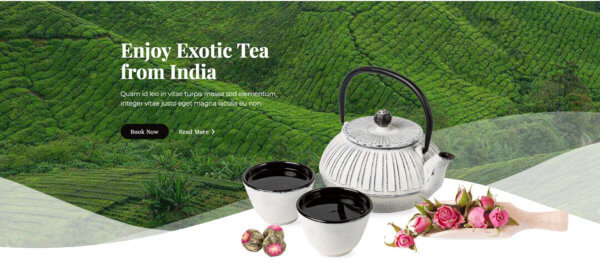 Enjoy Exotic Tea
from India
Quam id leo in vitae turpis massa sed elementum,
integer vitae justo eget magna iaculis eu non.
Book Now
Read More